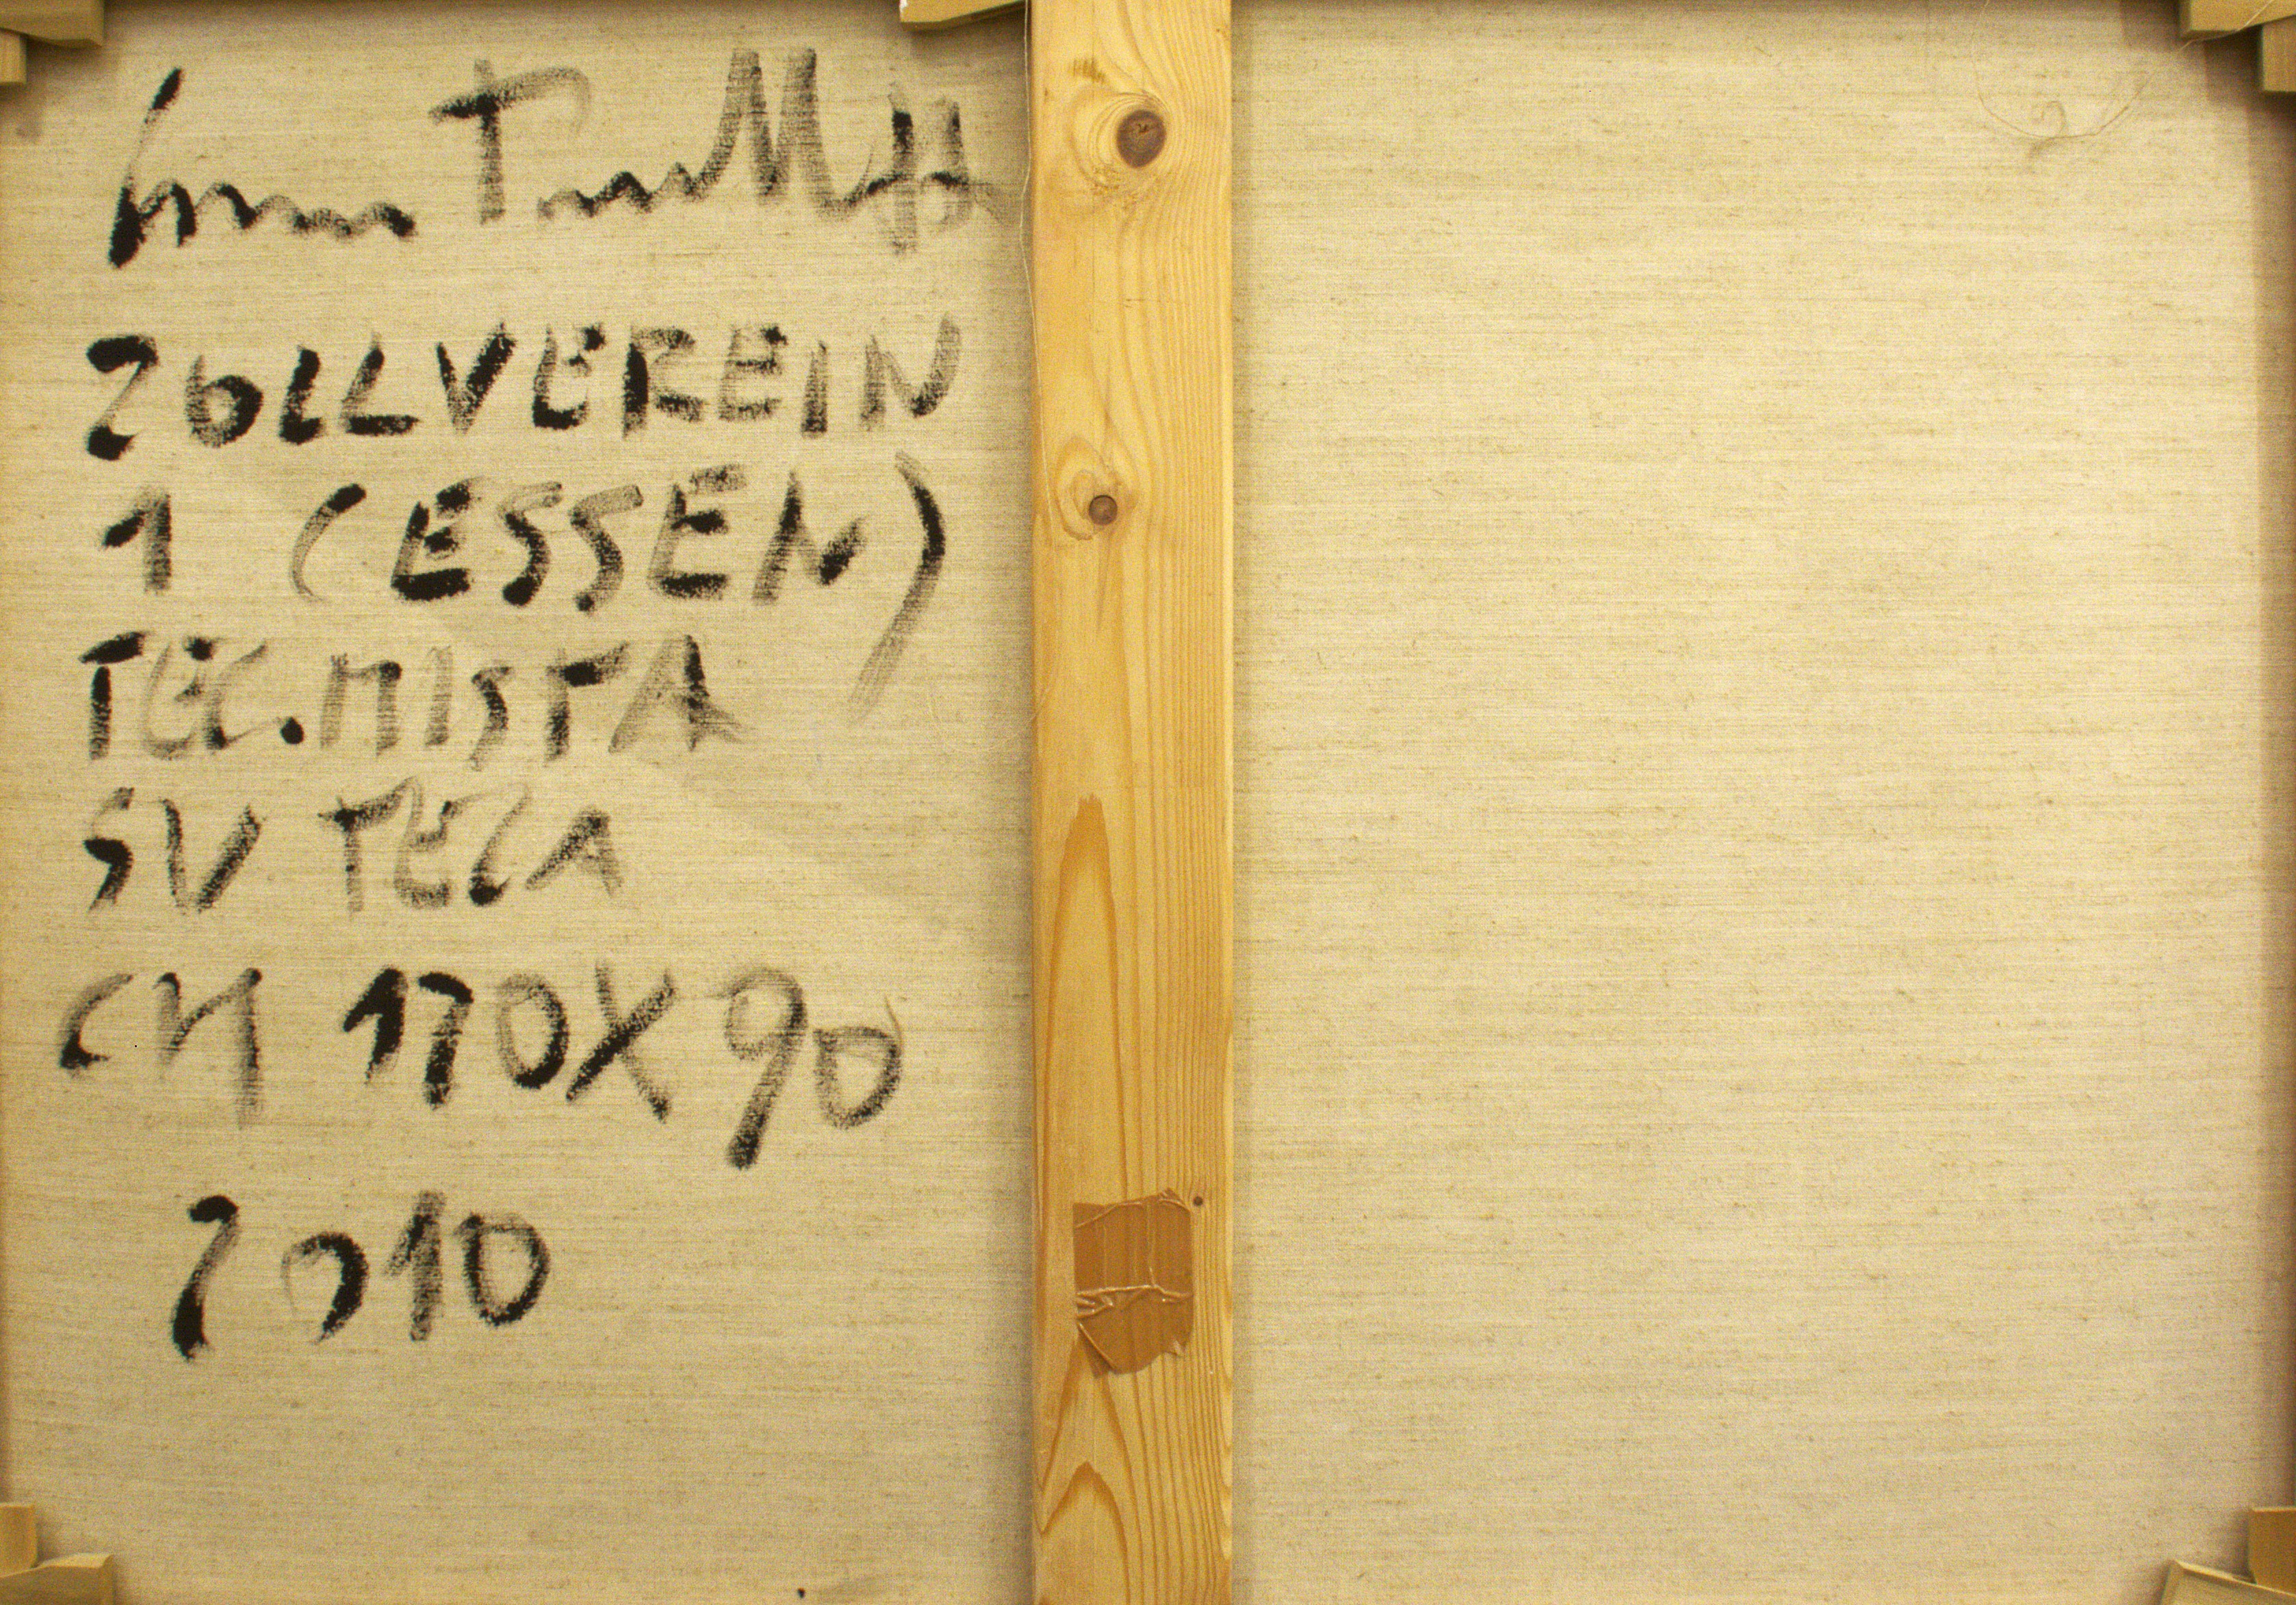 ZOLLVEREIN
1 (ESSEN)
TEC. MISTA
SU TELA
CM 170X90
2010